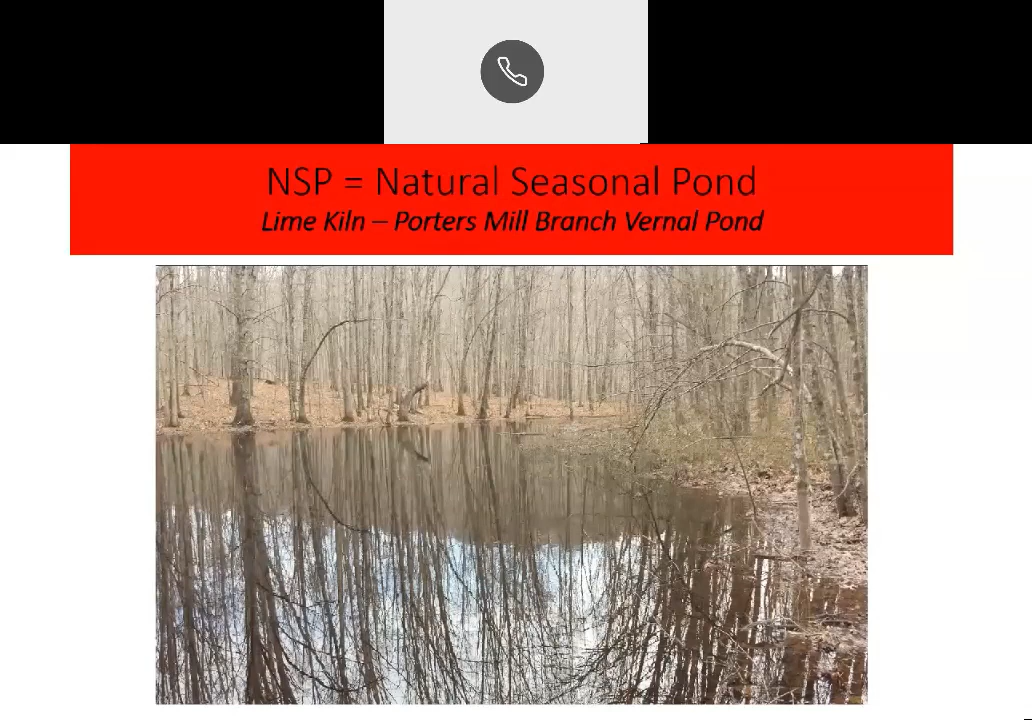 NSP = Natural Seasonal Pond
Lime Kiln – Porters Mill Branch Vernal Pond